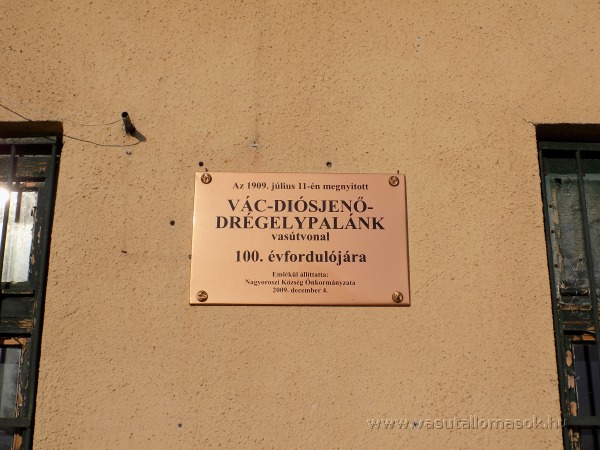 Az 1909. július 11-én megnyitott
VÁC-DIÓSJENŐ-
DRÉGELYPALÁNK
vasútvonal
100. évfordulójára
Emlékül állíttatta:
Nagyoroszi Község Önkormányzata
2009. december 4.
www.vasutallomasok.hu